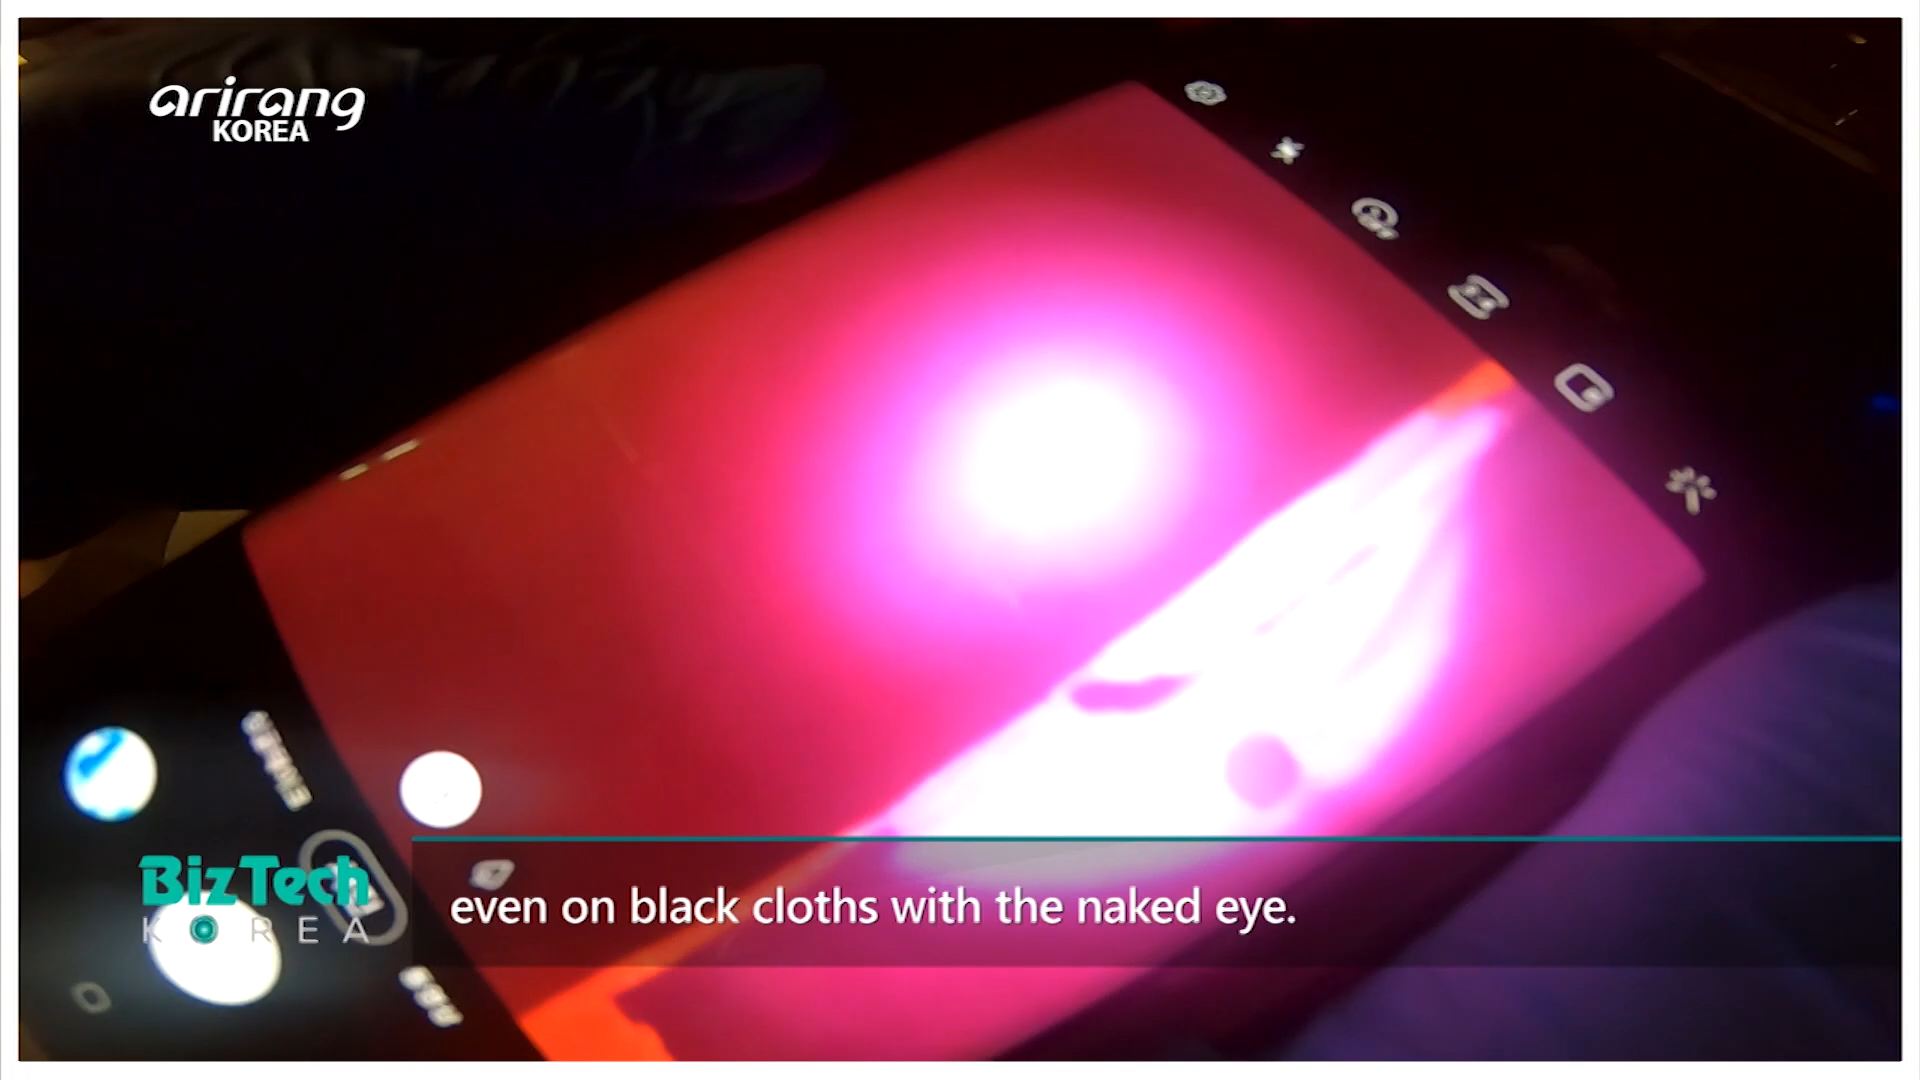 arirang
KOREA
BizTech
KOREA
even on black cloths with the naked eye.